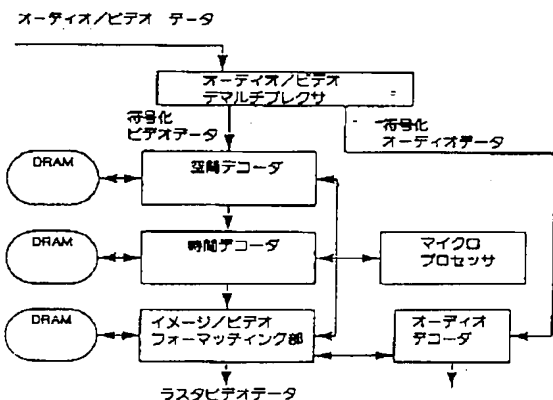 オーディオ/ビデオ データ
オーディオ/ビデオ
デマルチプレクサ
符号化
ビデオデータ
符号化
オーディオデータ
DRAM
空間デコーダ
DRAM
時間デコーダ
マイクロ
プロセッサ
DRAM
イメージ/ビデオ
フォーマッティング部
オーディオ
デコーダ
ラスタビデオデータ